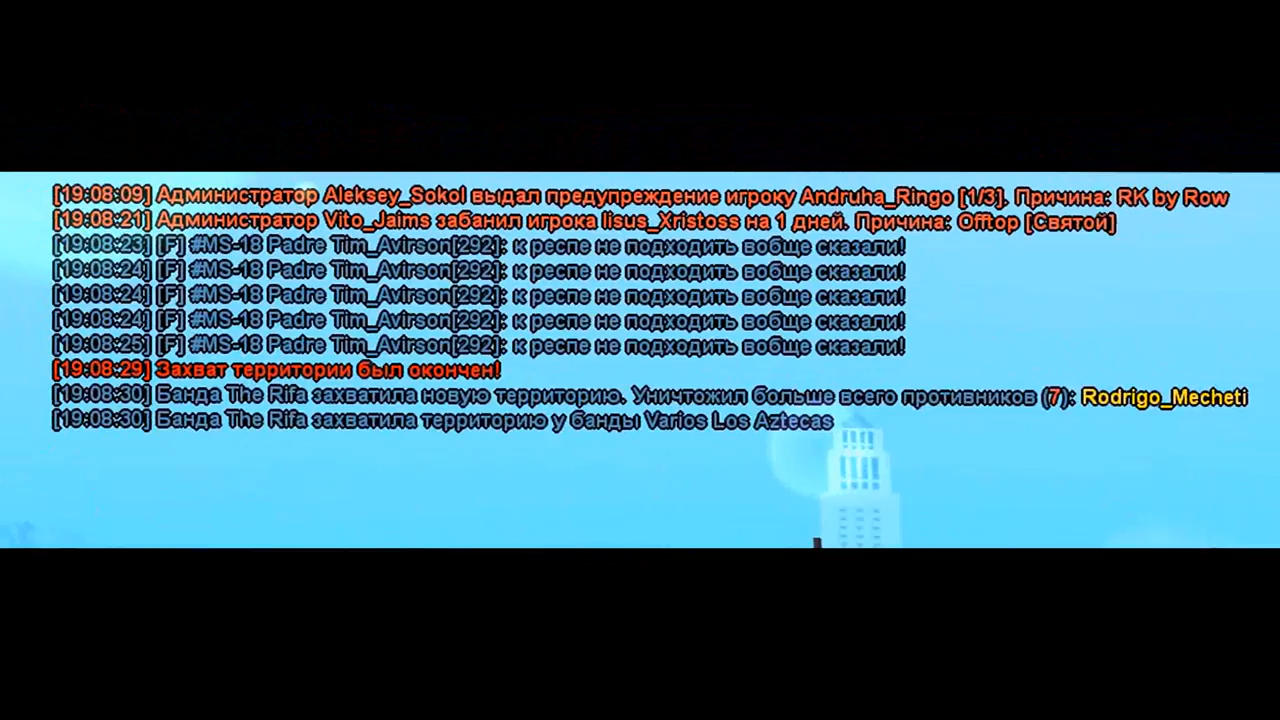 [19:08:09] Администратор Aleksey_Sokol выдал предупреждение игроку Andruha_Ringo [1/3]. Причина: RK by Row
[19:08:21] Администратор Vito_Jaims забанил игрока Iisus_Xristoss на 1 дней. Причина: Offtop [Святой]
[19:08:23] [F] #MS-18 Padre Tim_Avirson[292]: к респе не подходить вобще сказали!
[19:08:24] [F] #MS-18 Padre Tim_Avirson[292]: к респе не подходить вобще сказали!
[19:08:24] [F] #MS-18 Padre Tim_Avirson[292]: к респе не подходить вобще сказали!
[19:08:24] [F] #MS-18 Padre Tim_Avirson[292]: к респе не подходить вобще сказали!
[19:08:25] [F] #MS-18 Padre Tim_Avirson[292]: к респе не подходить вобще сказали!
[19:08:29] Захват территории был окончен!
[19:08:30] Банда The Rifa захватила новую территорию. Уничтожил больше всего противников (7): Rodrigo_Mecheti
[19:08:30] Банда The Rifa захватила территорию у банды Varios Los Aztecas